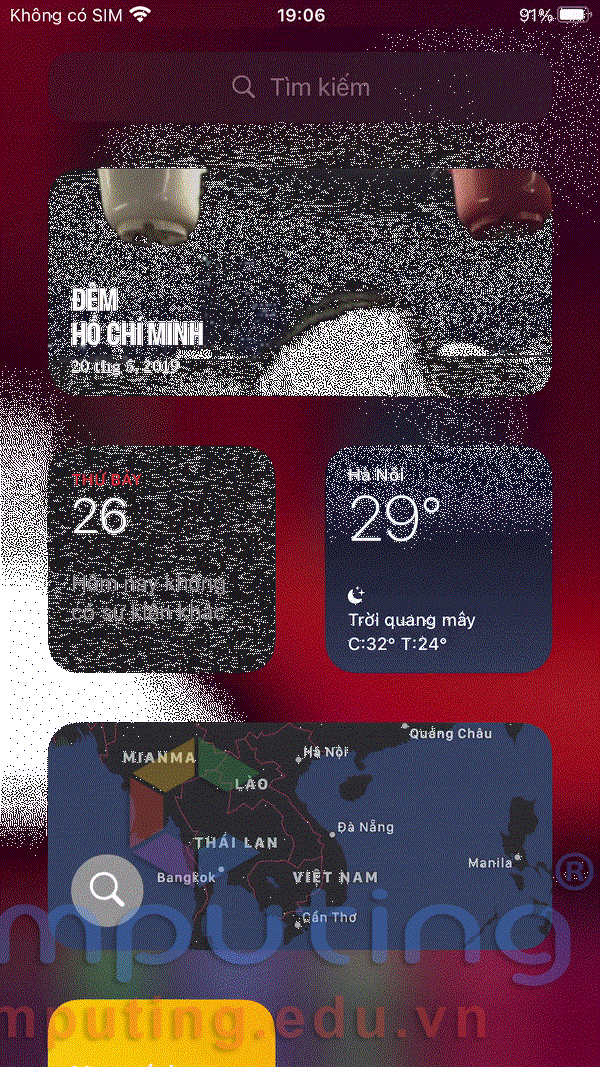 Không có SIM 19:06 91%
Tìm kiếm
ĐÊM
HỒ CHÍ MINH
20 thg 5, 2019
THỨ BẢY
26
Hôm nay không
có sự kiện khác
Hà Nội
29°
Trời quang mây
C:32° T:24°
Quảng Châu
MIANMA
Hà Nội
LÀO
Đà Nẵng
THÁI LAN
Manila
Bangkok
VIỆT NAM
Cần Thơ
®
mputing
mputing.edu.vn